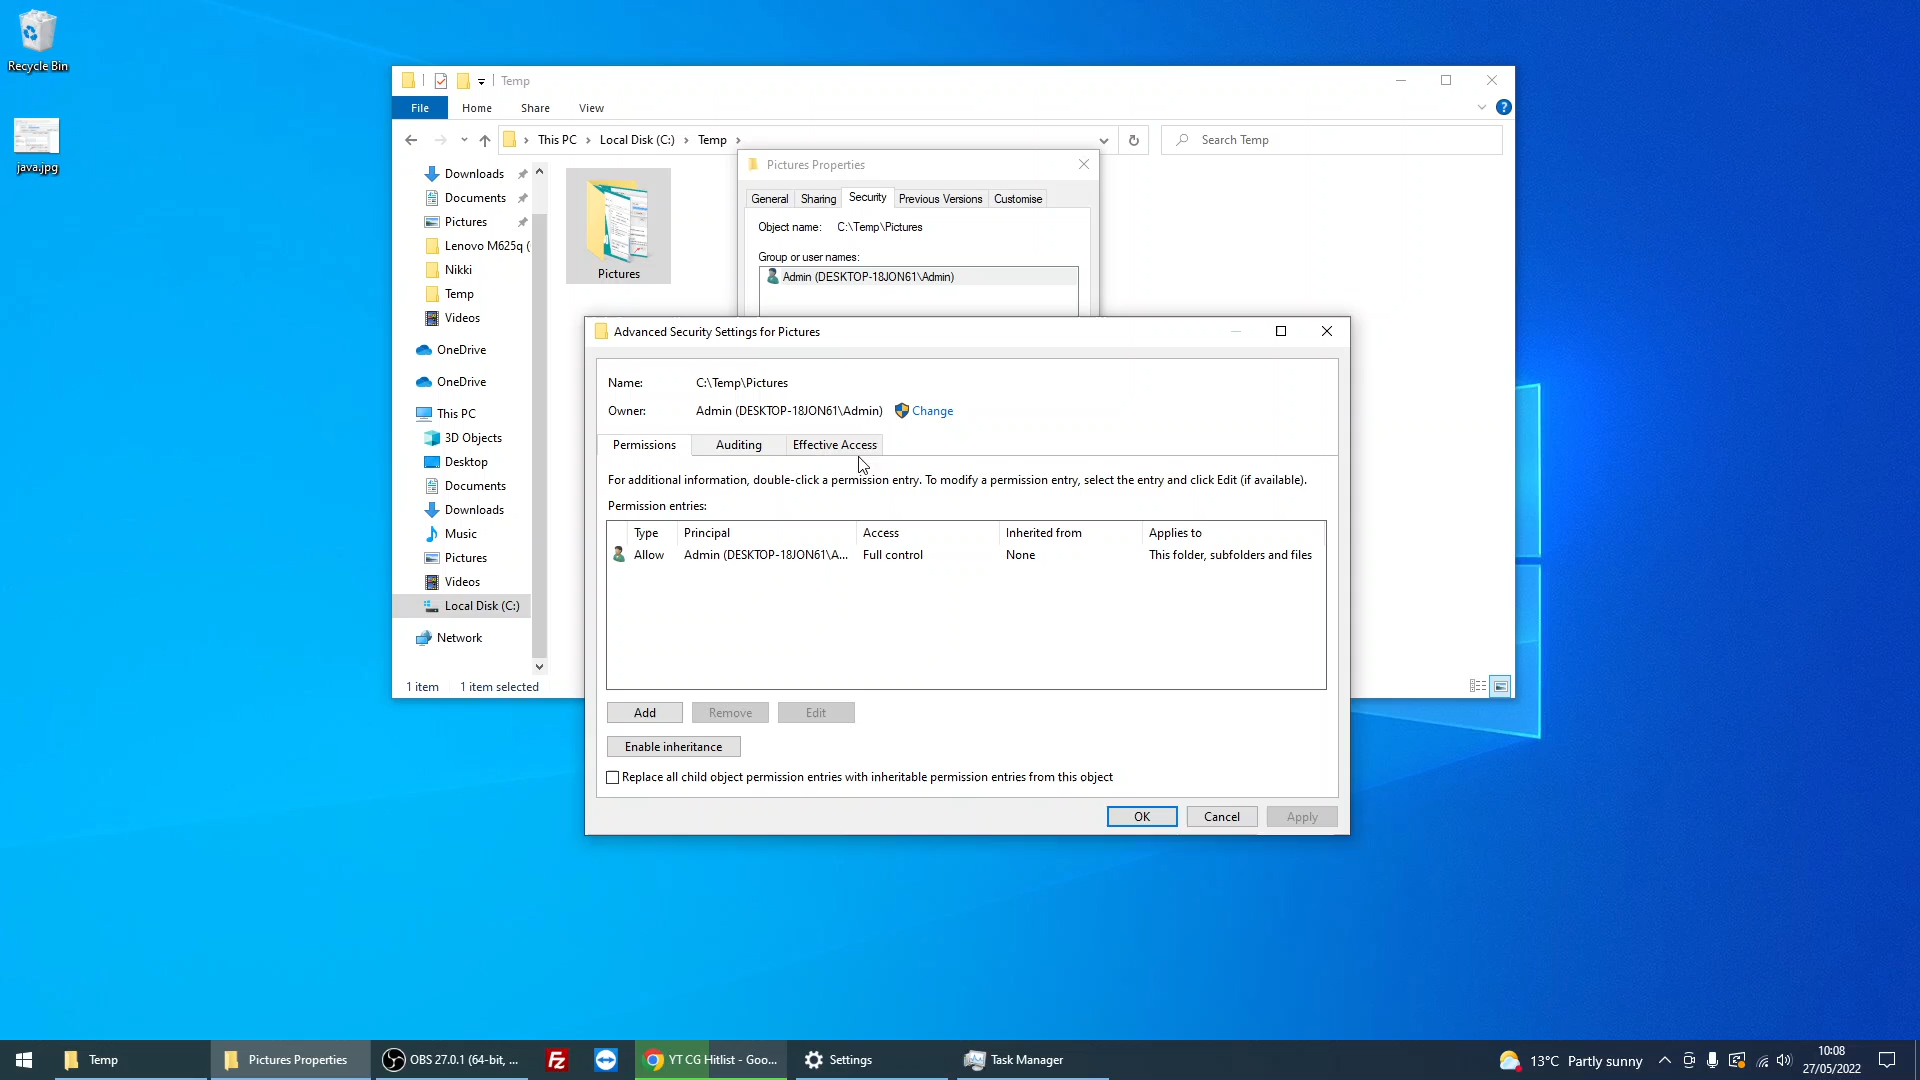 Recycle Bin
java.jpg
Temp
File
Home
Share
View
This PC
Local Disk (C:)
Temp
Search Temp
Downloads
Documents
Pictures
Lenovo M625q (
Nikki
Temp
Videos
OneDrive
OneDrive
This PC
3D Objects
Desktop
Documents
Downloads
Music
Pictures
Videos
Local Disk (C:)
Network
1 item
1 item selected
Pictures
Pictures Properties
General
Sharing
Security
Previous Versions
Customise
Object name: C:\Temp\Pictures
Group or user names:
Admin (DESKTOP-18JON61\Admin)
Advanced Security Settings for Pictures
Name: C:\Temp\Pictures
Owner: Admin (DESKTOP-18JON61\Admin) Change
Permissions
Auditing
Effective Access
For additional information, double-click a permission entry. To modify a permission entry, select the entry and click Edit (if available).
Permission entries:
Type Principal Access Inherited from Applies to
Allow Admin (DESKTOP-18JON61\A... Full control None This folder, subfolders and files
Add
Remove
Edit
Enable inheritance
Replace all child object permission entries with inheritable permission entries from this object
OK
Cancel
Apply
Temp
Pictures Properties
OBS 27.0.1 (64-bit, ...
FZ
YT CG Hitlist - Goo...
Settings
Task Manager
13°C Partly sunny
10:08
27/05/2022